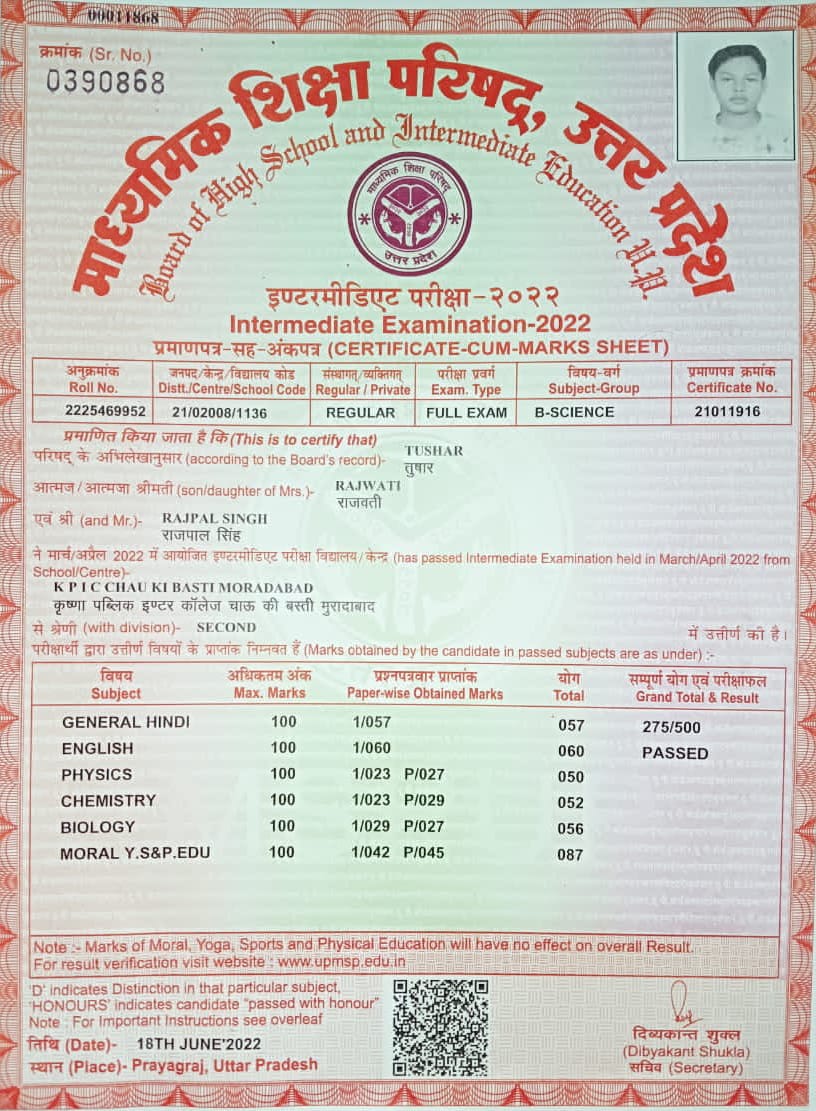 00011868
क्रमांक (Sr. No.)
0390868
माध्यमिक शिक्षा परिषद्, उत्तर प्रदेश
Board of High School and Intermediate Education U.P.
माध्यमिक शिक्षा परिषद्
उत्तर प्रदेश
इण्टरमीडिएट परीक्षा-२०२२
Intermediate Examination-2022
प्रमाणपत्र-सह-अंकपत्र (CERTIFICATE-CUM-MARKS SHEET)
अनुक्रमांक जनपद/केन्द्र/विद्यालय कोड संस्थागत/व्यक्तिगत परीक्षा प्रवर्ग विषय-वर्ग प्रमाणपत्र क्रमांक
Roll No. Distt./Centre/School Code Regular / Private Exam. Type Subject-Group Certificate No.
2225469952 21/02008/1136 REGULAR FULL EXAM B-SCIENCE 21011916
प्रमाणित किया जाता है कि (This is to certify that)
परिषद के अभिलेखानुसार (according to the Board's record)- TUSHAR
तुषार
आत्मज/आत्मजा श्रीमती (son/daughter of Mrs.)- RAJWATI
राजवती
एवं श्री (and Mr.)- RAJPAL SINGH
राजपाल सिंह
ने मार्च/अप्रैल 2022 में आयोजित इण्टरमीडिएट परीक्षा विद्यालय/केन्द्र (has passed Intermediate Examination held in March/April 2022 from
School/Centre)-
K P I C CHAU KI BASTI MORADABAD
कृष्णा पब्लिक इण्टर कॉलेज चाऊ की बस्ती मुरादाबाद
से श्रेणी (with division)- SECOND में उत्तीर्ण की है।
परीक्षार्थी द्वारा उत्तीर्ण विषयों के प्राप्तांक निम्नवत हैं (Marks obtained by the candidate in passed subjects are as under) :-
विषय अधिकतम अंक प्रश्नपत्रवार प्राप्तांक योग सम्पूर्ण योग एवं परीक्षाफल
Subject Max. Marks Paper-wise Obtained Marks Total Grand Total & Result
GENERAL HINDI 100 1/057 057 275/500
ENGLISH 100 1/060 060 PASSED
PHYSICS 100 1/023 P/027 050
CHEMISTRY 100 1/023 P/029 052
BIOLOGY 100 1/029 P/027 056
MORAL Y.S&P.EDU 100 1/042 P/045 087
Note :- Marks of Moral, Yoga, Sports and Physical Education will have no effect on overall Result.
For result verification visit website : www.upmsp.edu.in
'D' indicates Distinction in that particular subject,
'HONOURS' indicates candidate "passed with honour"
Note : For Important Instructions see overleaf
तिथि (Date)- 18TH JUNE'2022
स्थान (Place)- Prayagraj, Uttar Pradesh
दिब्यकान्त शुक्ल
(Dibyakant Shukla)
सचिव (Secretary)